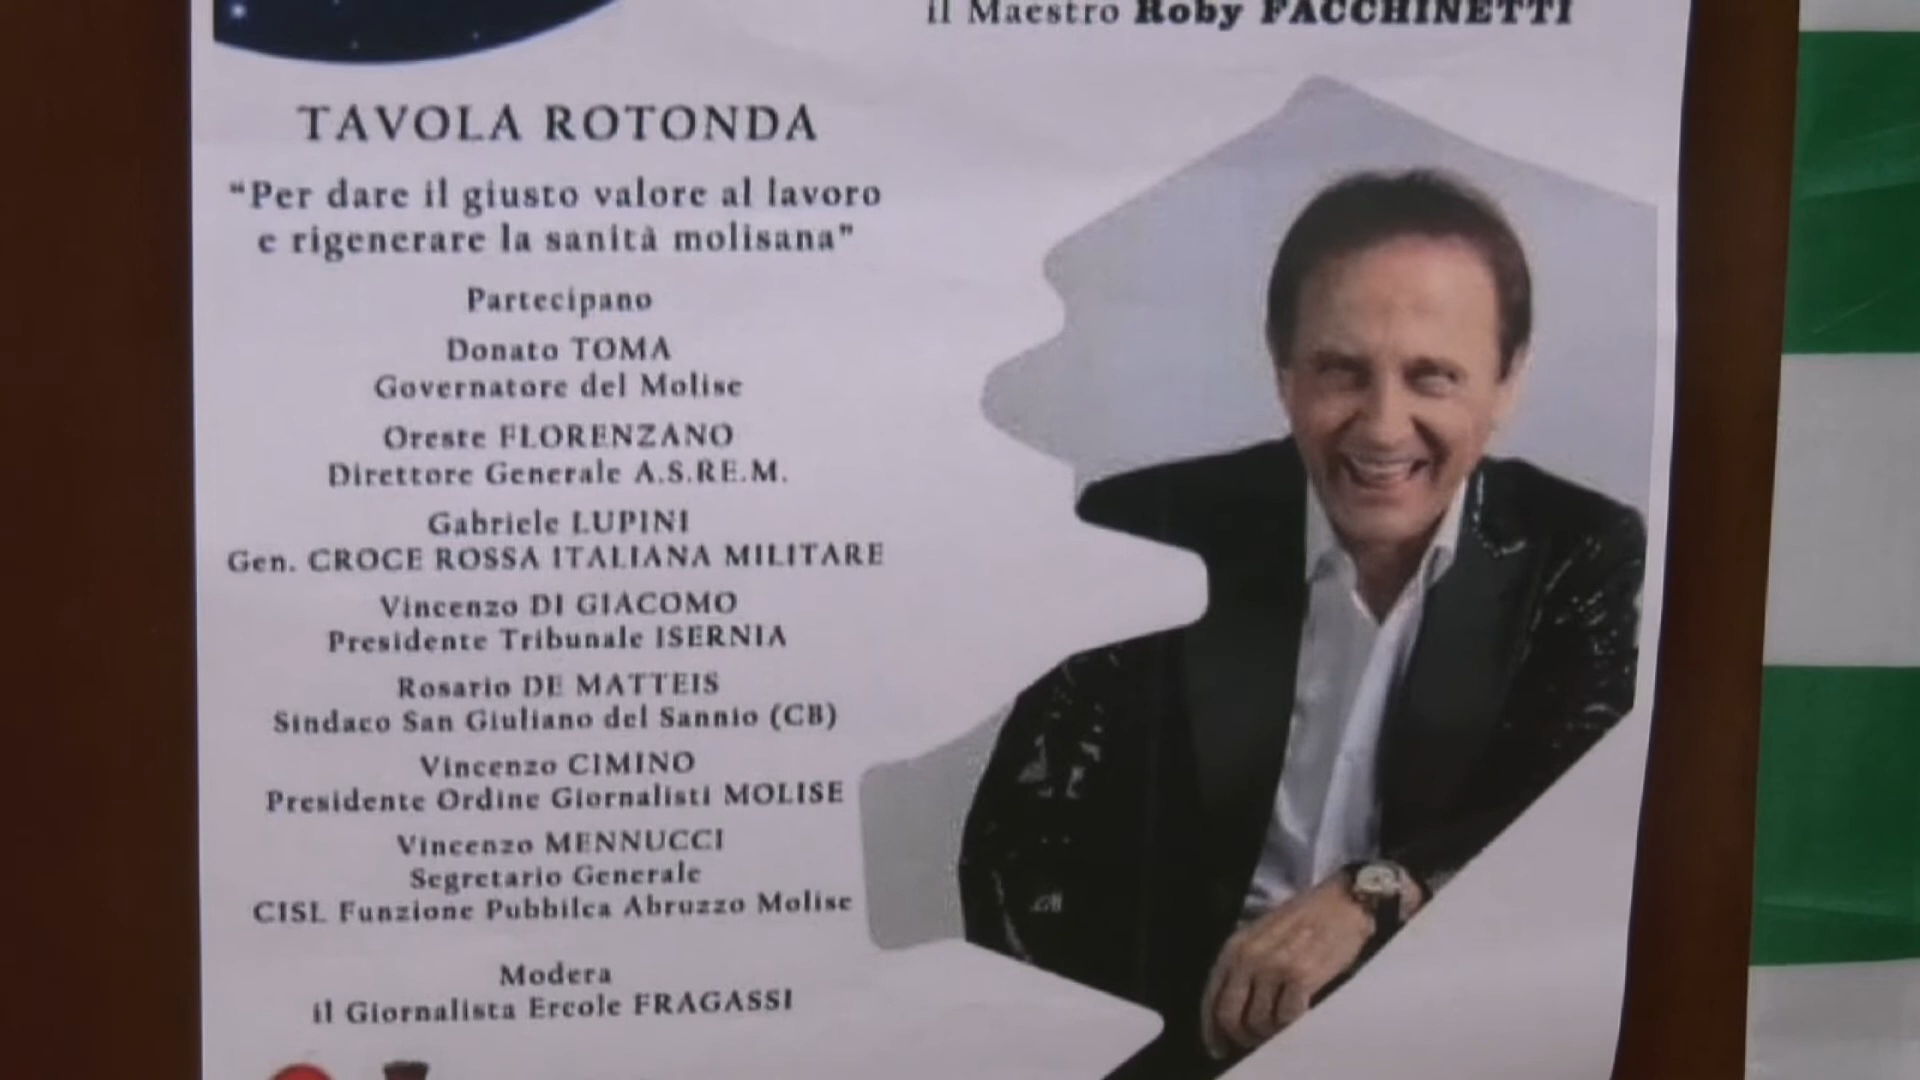 il Maestro Roby FACCHINETTI
TAVOLA ROTONDA
"Per dare il giusto valore al lavoro
e rigenerare la sanità molisana"
Partecipano
Donato TOMA
Governatore del Molise
Oreste FLORENZANO
Direttore Generale A.S.RE.M.
Gabriele LUPINI
Gen. CROCE ROSSA ITALIANA MILITARE
Vincenzo DI GIACOMO
Presidente Tribunale ISERNIA
Rosario DE MATTEIS
Sindaco San Giuliano del Sannio (CB)
Vincenzo CIMINO
Presidente Ordine Giornalisti MOLISE
Vincenzo MENNUCCI
Segretario Generale
CISL Funzione Pubbilca Abruzzo Molise
Modera
il Giornalista Ercole FRAGASSI